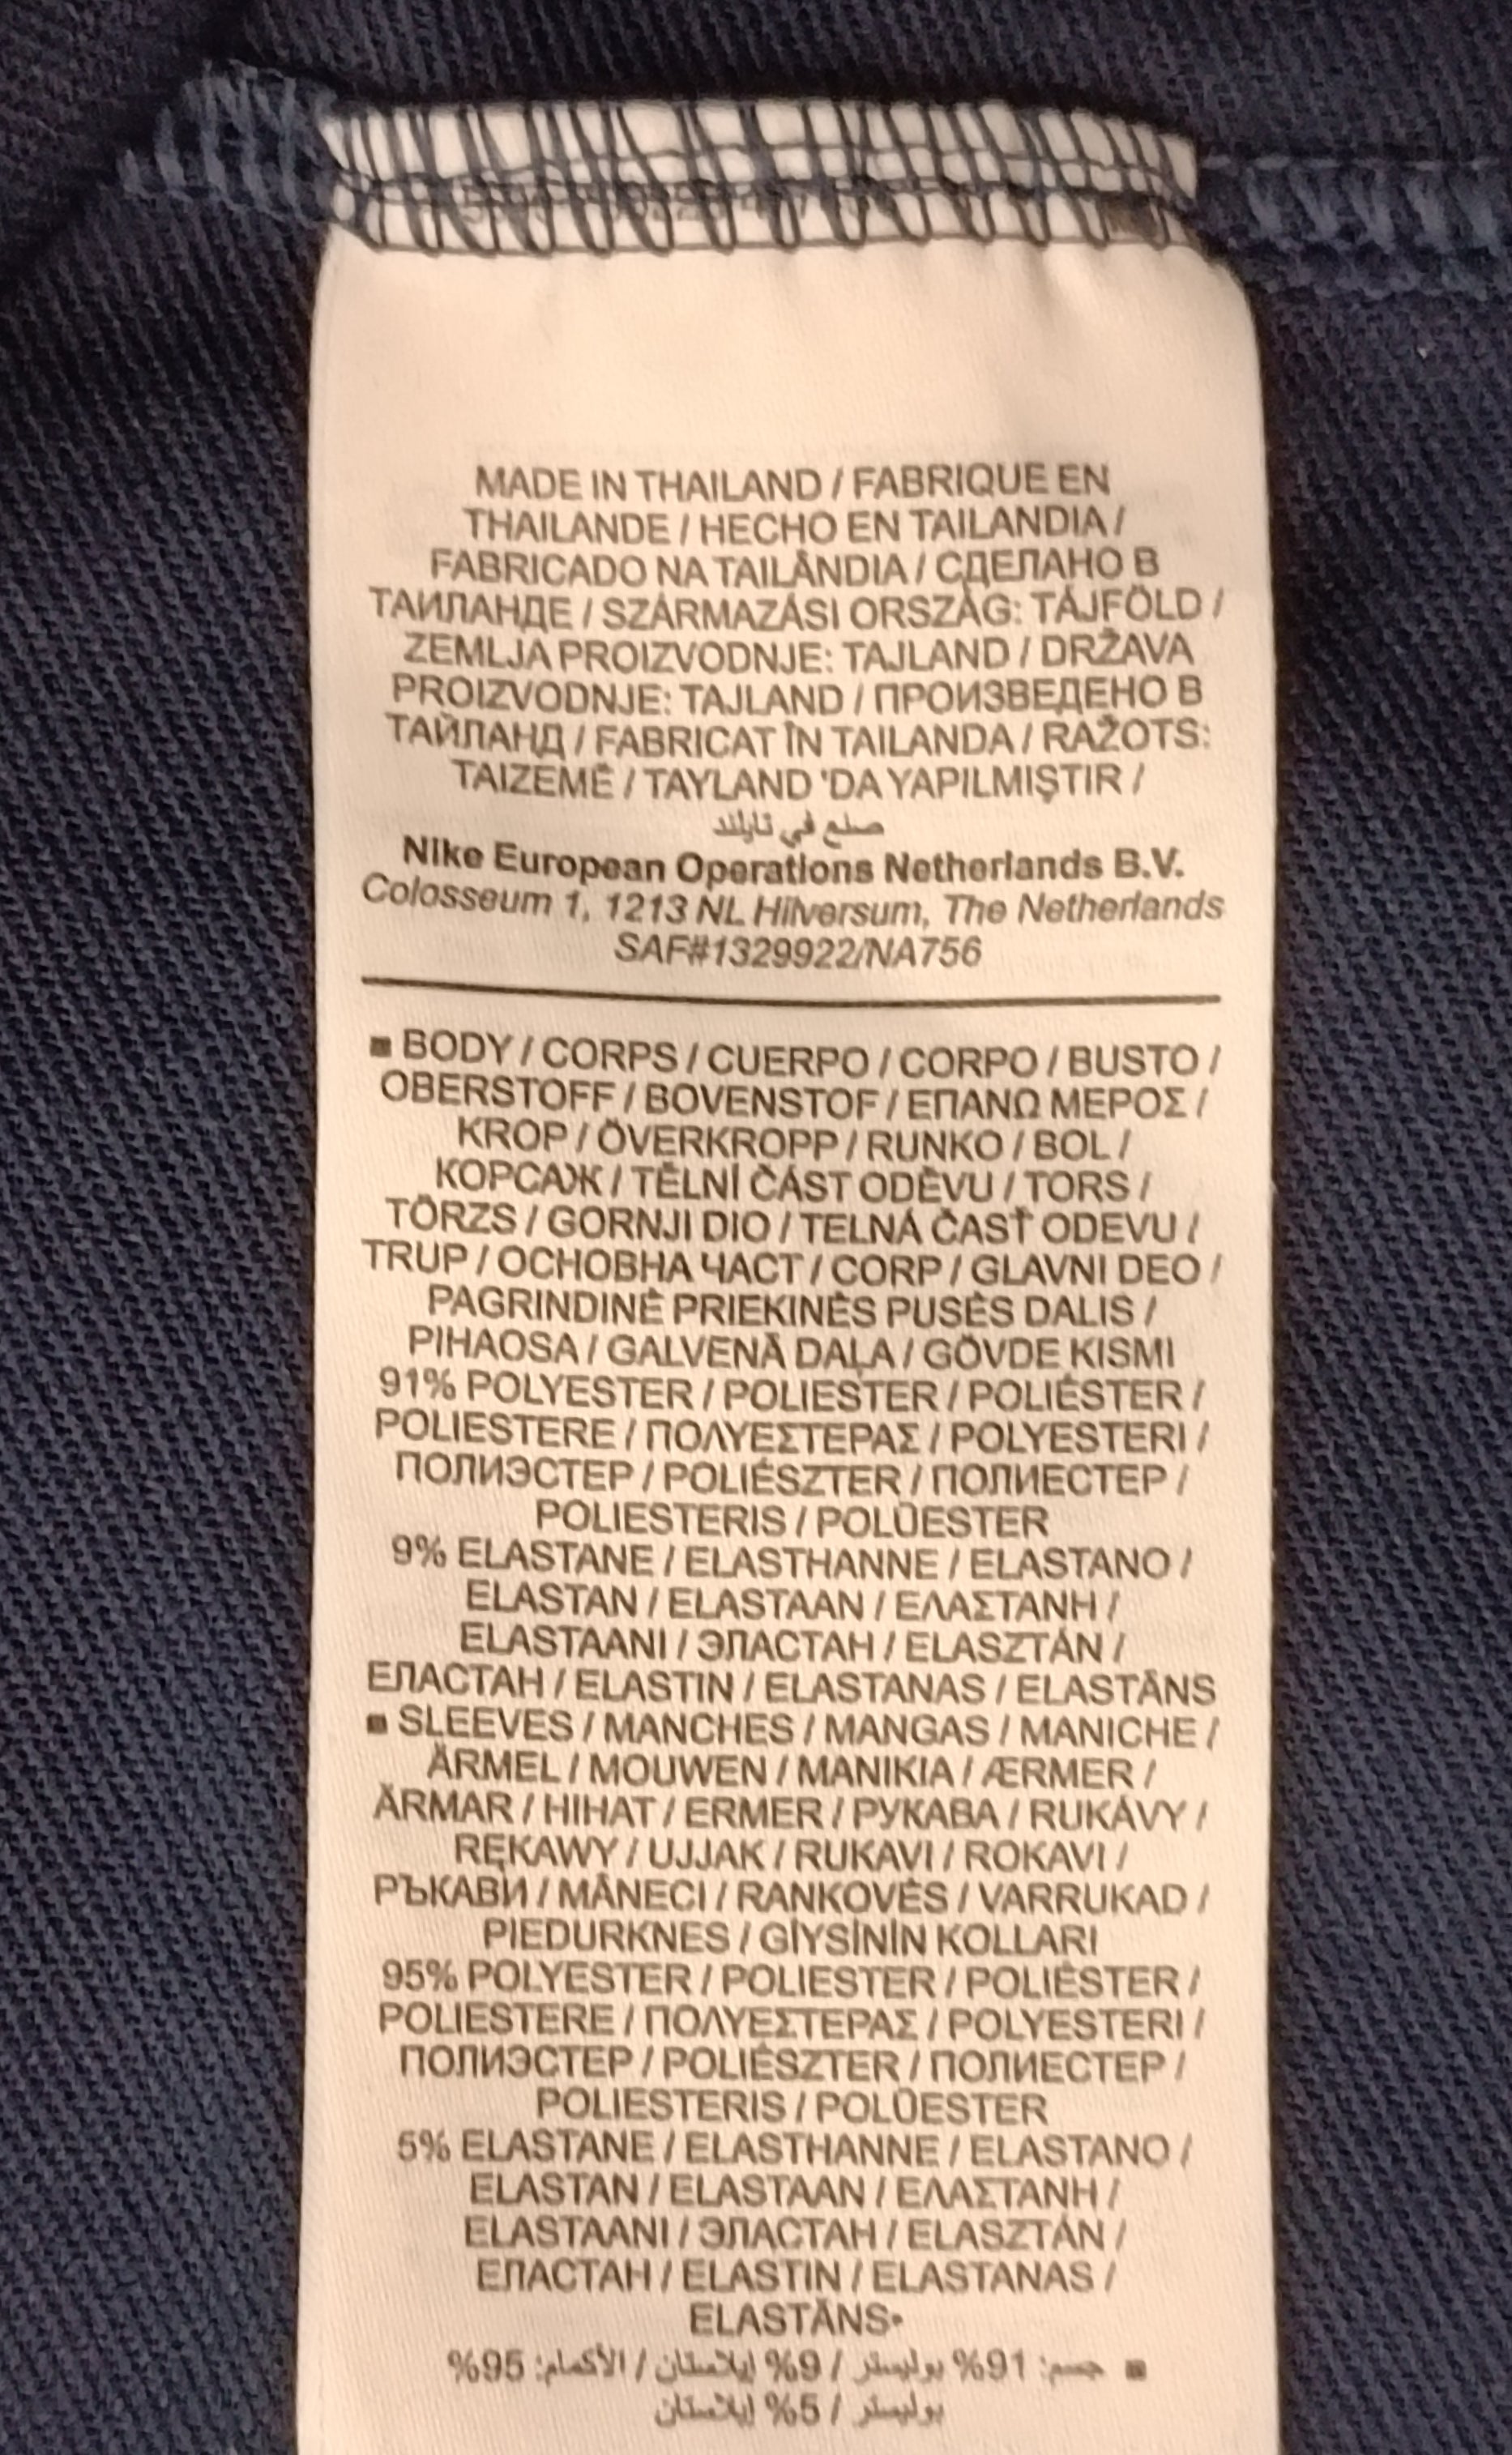 MADE IN THAILAND / FABRIQUE EN
THAILANDE / HECHO EN TAILANDIA /
FABRICADO NA TAILÂNDIA / СДЕЛАНО В
ТАИЛАНДЕ / SZÁRMAZÁSI ORSZÁG: TÁJFÖLD /
ZEMLJA PROIZVODNJE: TAJLAND / DRŽAVA
PROIZVODNJE: TAJLAND / ПРОИЗВЕДЕНО В
ТАЙЛАНД / FABRICAT ÎN TAILANDA / RAŽOTS:
TAIZEMĒ / TAYLAND 'DA YAPILMIŞTIR /
صنع في تايلند
Nike European Operations Netherlands B.V.
Colosseum 1, 1213 NL Hilversum, The Netherlands
SAF#1329922/NA756
■ BODY / CORPS / CUERPO / CORPO / BUSTO /
OBERSTOFF / BOVENSTOF / ΕΠΑΝΩ ΜΕΡΟΣ /
KROP / ÖVERKROPP / RUNKO / BOL /
КОРСАЖ / TĚLNÍ ČÁST ODĚVU / TORS /
TÖRZS / GORNJI DIO / TELNÁ ČASŤ ODEVU /
TRUP / ОСНОВНА ЧАСТ / CORP / GLAVNI DEO /
PAGRINDINĖ PRIEKINĖS PUSĖS DALIS /
PIHAOSA / GALVENĀ DAĻA / GÖVDE KISMI
91% POLYESTER / POLIESTER / POLIÉSTER /
POLIESTERE / ΠΟΛΥΕΣΤΕΡΑΣ / POLYESTERI /
ПОЛИЭСТЕР / POLIÉSZTER / ПОЛИЕСТЕР /
POLIESTERIS / POLÜESTER
9% ELASTANE / ELASTHANNE / ELASTANO /
ELASTAN / ELASTAAN / ΕΛΑΣΤΑΝΗ /
ELASTAANI / ЭЛАСТАН / ELASZTÁN /
ЕЛАСТАН / ELASTIN / ELASTANAS / ELASTĀNS
■ SLEEVES / MANCHES / MANGAS / MANICHE /
ÄRMEL / MOUWEN / MANIKIA / ÆRMER /
ÄRMAR / HIHAT / ERMER / РУКАВА / RUKÁVY /
RĘKAWY / UJJAK / RUKAVI / ROKAVI /
РЪКАВИ / MÂNECI / RANKOVĖS / VARRUKAD /
PIEDURKNES / GİYSİNİN KOLLARI
95% POLYESTER / POLIESTER / POLIÉSTER /
POLIESTERE / ΠΟΛΥΕΣΤΕΡΑΣ / POLYESTERI /
ПОЛИЭСТЕР / POLIÉSZTER / ПОЛИЕСТЕР /
POLIESTERIS / POLÜESTER
5% ELASTANE / ELASTHANNE / ELASTANO /
ELASTAN / ELASTAAN / ΕΛΑΣΤΑΝΗ /
ELASTAANI / ЭЛАСТАН / ELASZTÁN /
ЕЛАСТАН / ELASTIN / ELASTANAS /
ELASTĀNS•
■ جسم: 91% بوليستر / 9% إيلاستان / الأكمام: 95%
بوليستر / 5% إيلاستان